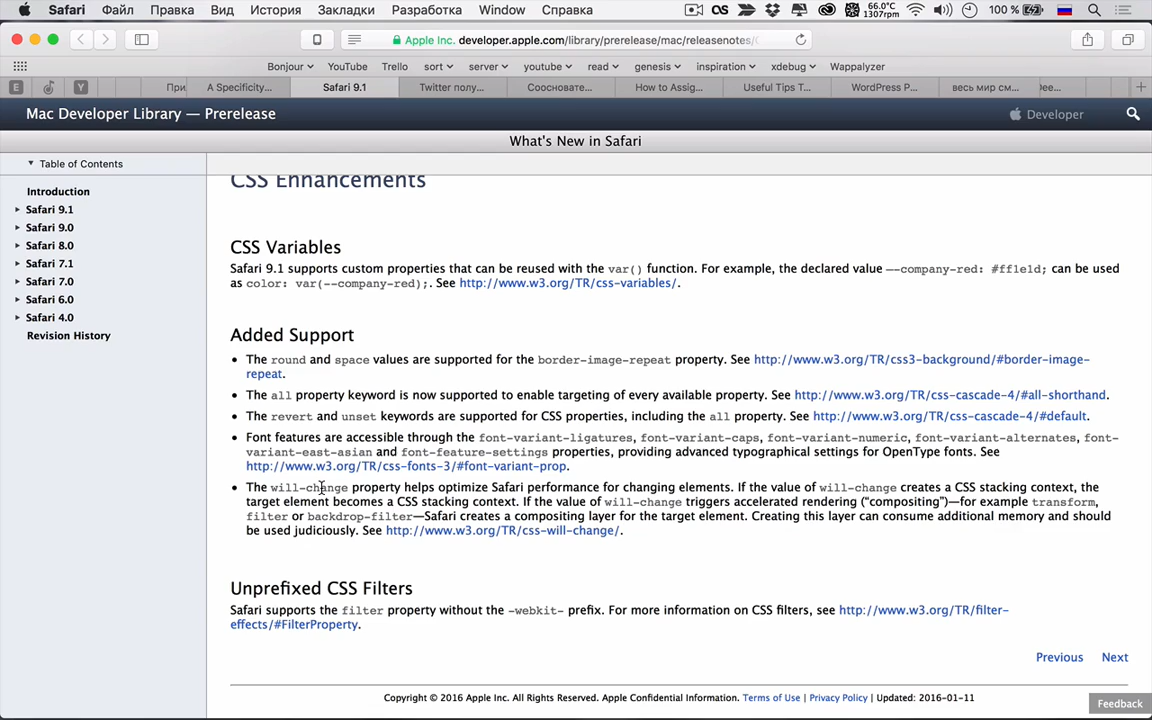 Safari Файл Правка Вид История Закладки Разработка Window Справка 66.0°C 1307rpm 100 %
Apple Inc. developer.apple.com/library/prerelease/mac/releasenotes/
Bonjour YouTube Trello sort server youtube read genesis inspiration xdebug Wappalyzer
E Y При A Specificity... Safari 9.1 Twitter полу... Соосновате... How to Assig... Useful Tips T... WordPress P... весь мир см...
Mac Developer Library — Prerelease Developer
What's New in Safari
Table of Contents
Introduction
Safari 9.1
Safari 9.0
Safari 8.0
Safari 7.1
Safari 7.0
Safari 6.0
Safari 4.0
Revision History
CSS Enhancements
CSS Variables
Safari 9.1 supports custom properties that can be reused with the var() function. For example, the declared value --company-red: #ff1e1d; can be used
as color: var(--company-red);. See http://www.w3.org/TR/css-variables/.
Added Support
• The round and space values are supported for the border-image-repeat property. See http://www.w3.org/TR/css3-background/#border-image-
repeat.
• The all property keyword is now supported to enable targeting of every available property. See http://www.w3.org/TR/css-cascade-4/#all-shorthand.
• The revert and unset keywords are supported for CSS properties, including the all property. See http://www.w3.org/TR/css-cascade-4/#default.
• Font features are accessible through the font-variant-ligatures, font-variant-caps, font-variant-numeric, font-variant-alternates, font-
variant-east-asian and font-feature-settings properties, providing advanced typographical settings for OpenType fonts. See
http://www.w3.org/TR/css-fonts-3/#font-variant-prop.
• The will-change property helps optimize Safari performance for changing elements. If the value of will-change creates a CSS stacking context, the
target element becomes a CSS stacking context. If the value of will-change triggers accelerated rendering (“compositing”)—for example transform,
filter or backdrop-filter—Safari creates a compositing layer for the target element. Creating this layer can consume additional memory and should
be used judiciously. See http://www.w3.org/TR/css-will-change/.
Unprefixed CSS Filters
Safari supports the filter property without the -webkit- prefix. For more information on CSS filters, see http://www.w3.org/TR/filter-
effects/#FilterProperty.
Previous Next
Copyright © 2016 Apple Inc. All Rights Reserved. Apple Confidential Information. Terms of Use | Privacy Policy | Updated: 2016-01-11
Feedback